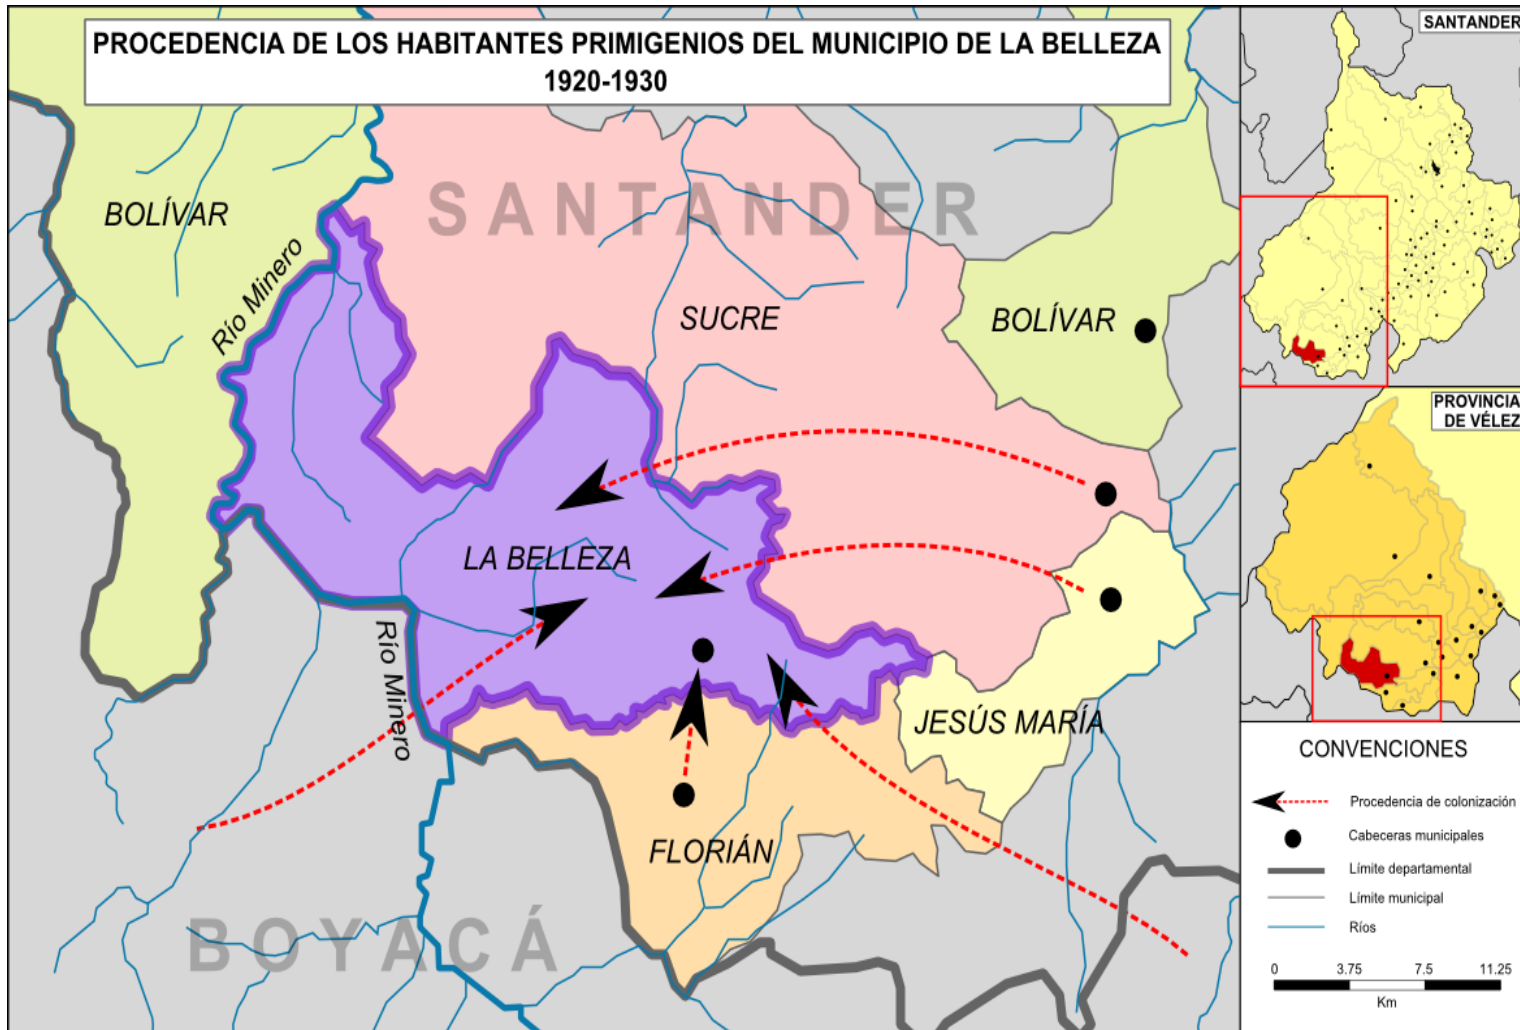 PROCEDENCIA DE LOS HABITANTES PRIMIGENIOS DEL MUNICIPIO DE LA BELLEZA
1920-1930
SANTANDER
BOLÍVAR
SANTANDER
Río Minero
SUCRE
BOLÍVAR
PROVINCIA
DE VÉLEZ
LA BELLEZA
Río Minero
JESÚS MARÍA
FLORIÁN
BOYACÁ
CONVENCIONES
Procedencia de colonización
Cabeceras municipales
Límite departamental
Límite municipal
Ríos
0 3.75 7.5 11.25
Km